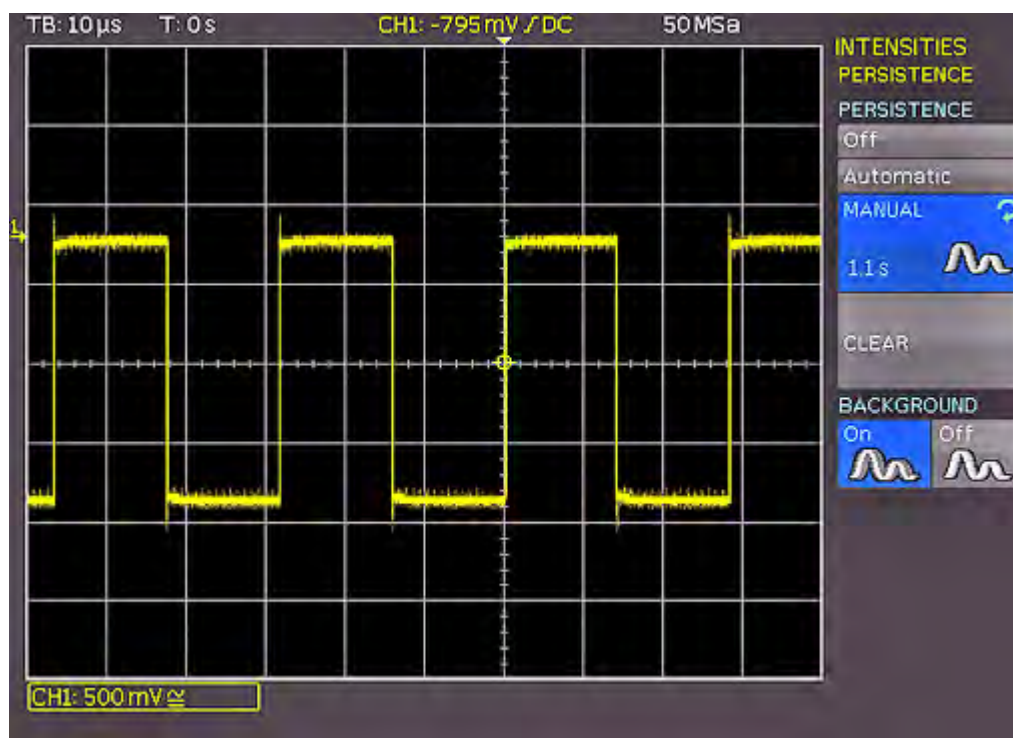 TB: 10 µs T: 0 s CH1: -795 mV ⌠ DC 50 MSa
INTENSITIES
PERSISTENCE
PERSISTENCE
Off
Automatic
MANUAL
1.1 s
CLEAR
BACKGROUND
On Off
1
CH1: 500 mV ≅